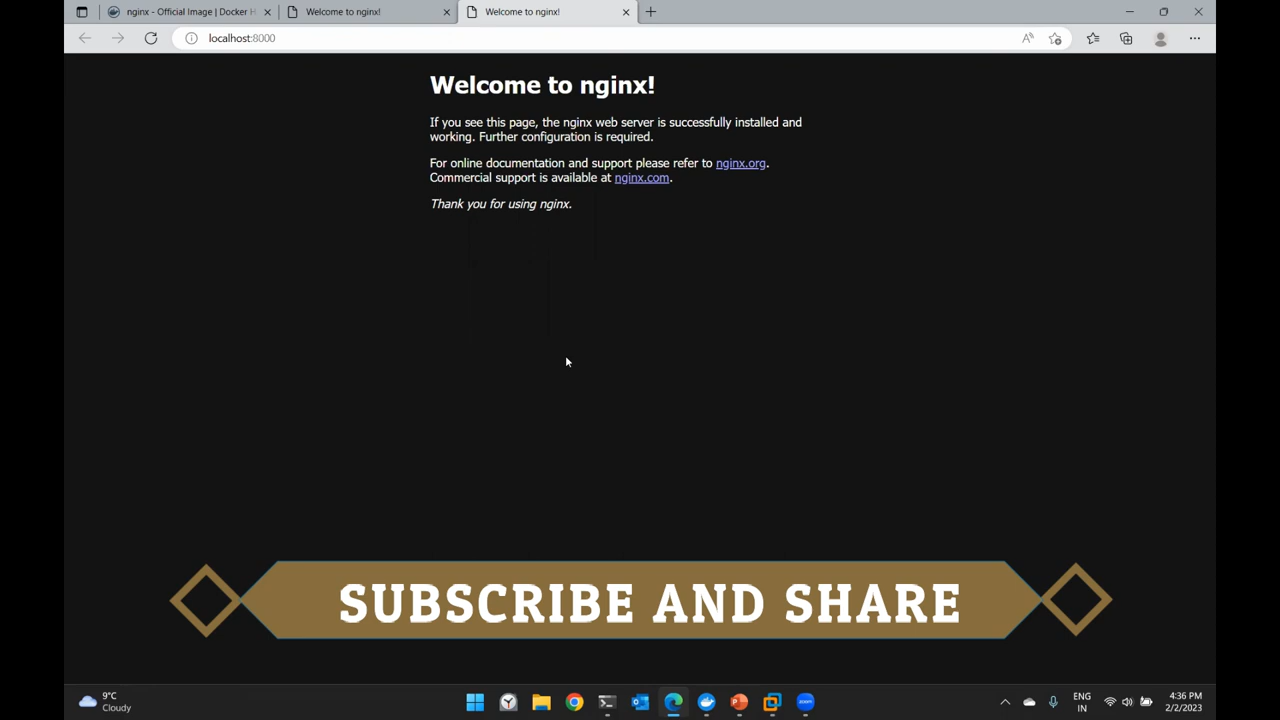 nginx - Official Image | Docker H
Welcome to nginx!
Welcome to nginx!
localhost:8000
Welcome to nginx!
If you see this page, the nginx web server is successfully installed and
working. Further configuration is required.
For online documentation and support please refer to nginx.org.
Commercial support is available at nginx.com.
Thank you for using nginx.
SUBSCRIBE AND SHARE
9°C
Cloudy
zoom
ENG
IN
4:36 PM
2/2/2023